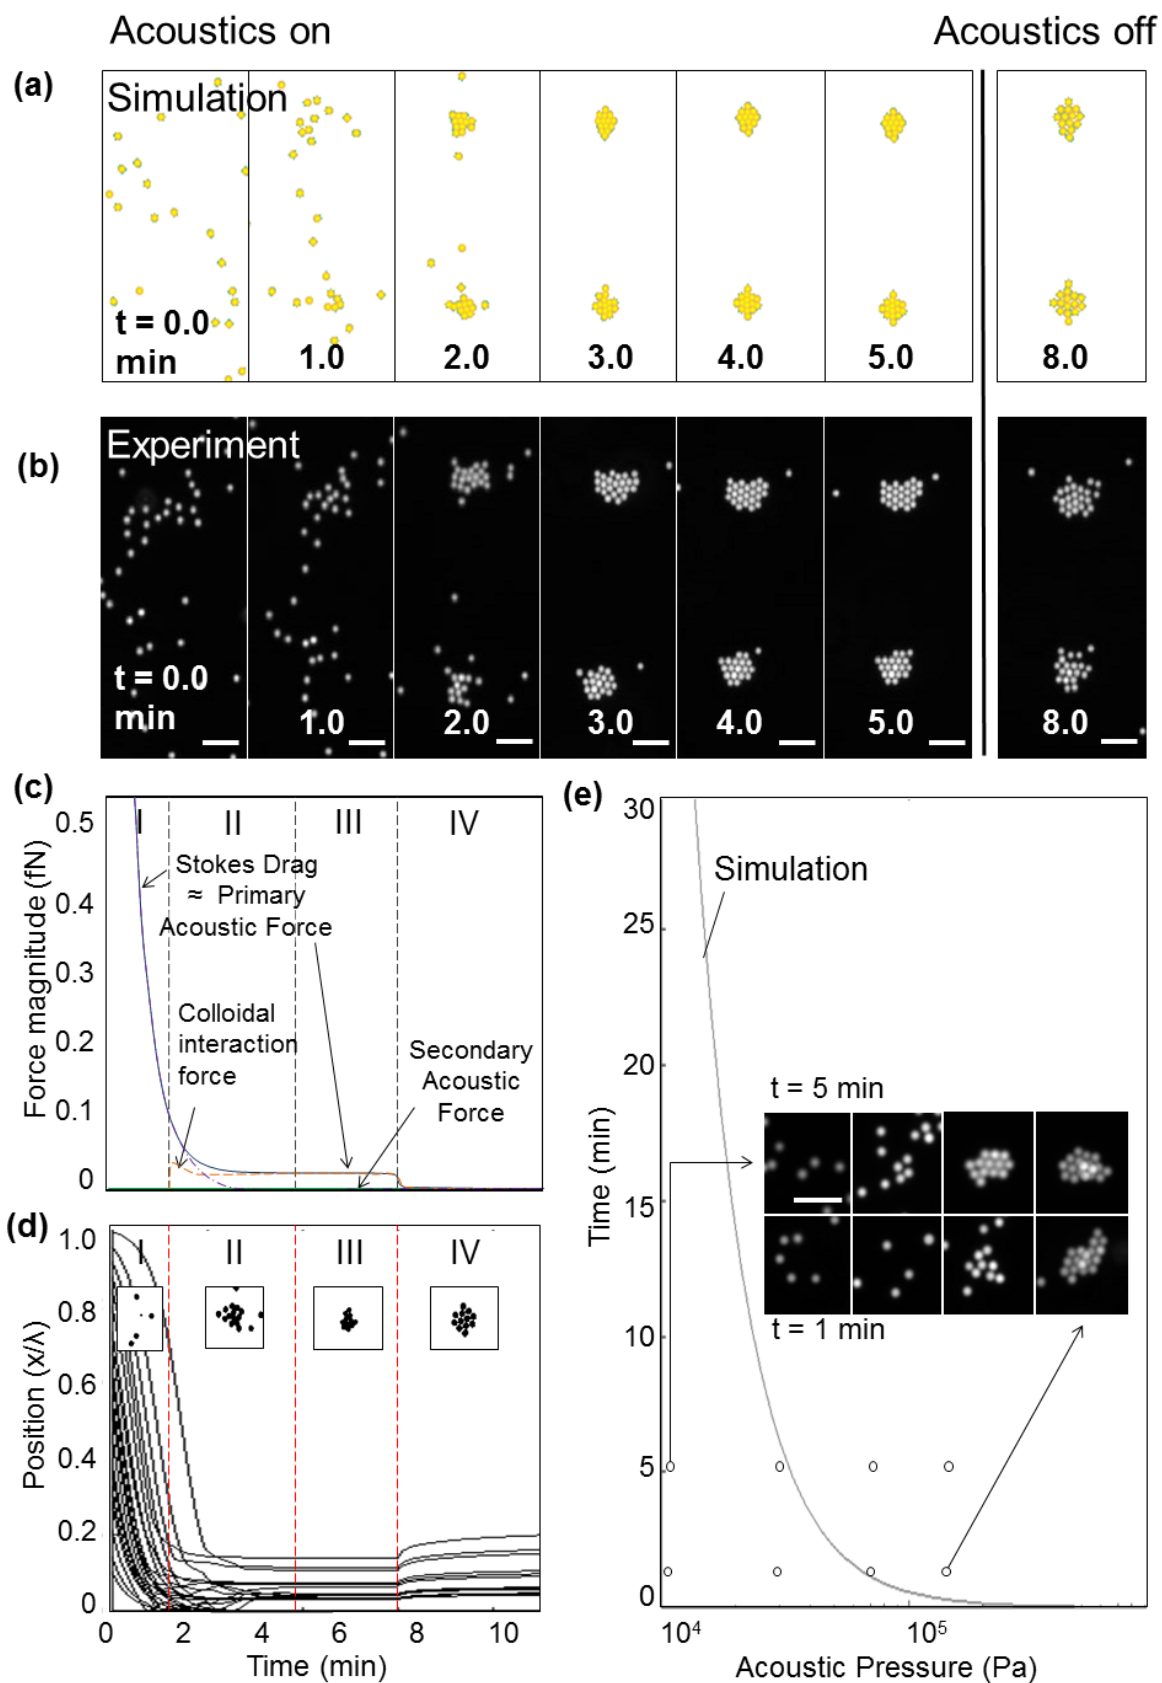 Acoustics on
Acoustics off
(a)
Simulation
t = 0.0
min
1.0
2.0
3.0
4.0
5.0
8.0
(b)
Experiment
t = 0.0
min
1.0
2.0
3.0
4.0
5.0
8.0
(c)
I
II
III
IV
Force magnitude (fN)
0.5
0.4
0.3
0.2
0.1
0
Stokes Drag
≈ Primary
Acoustic Force
Colloidal
interaction
force
Secondary
Acoustic
Force
(d)
I
II
III
IV
Position (x/λ)
1.0
0.8
0.6
0.4
0.2
0
0
2
4
6
8
10
Time (min)
(e)
Time (min)
30
25
20
15
10
5
0
Simulation
t = 5 min
t = 1 min
10⁴
10⁵
Acoustic Pressure (Pa)